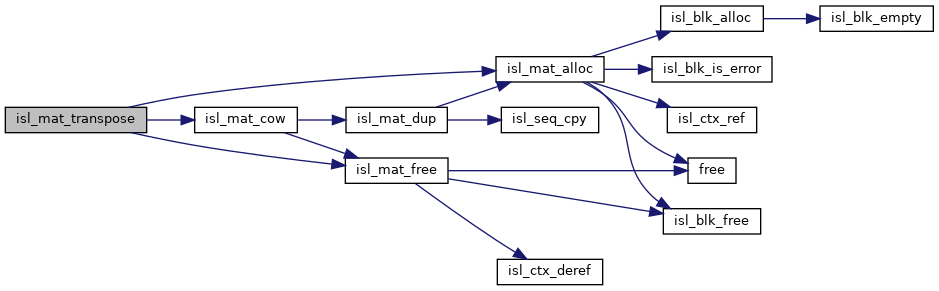 isl_mat_transpose
isl_mat_cow
isl_mat_dup
isl_mat_free
isl_mat_alloc
isl_seq_cpy
isl_ctx_deref
isl_blk_alloc
isl_blk_is_error
isl_ctx_ref
free
isl_blk_free
isl_blk_empty